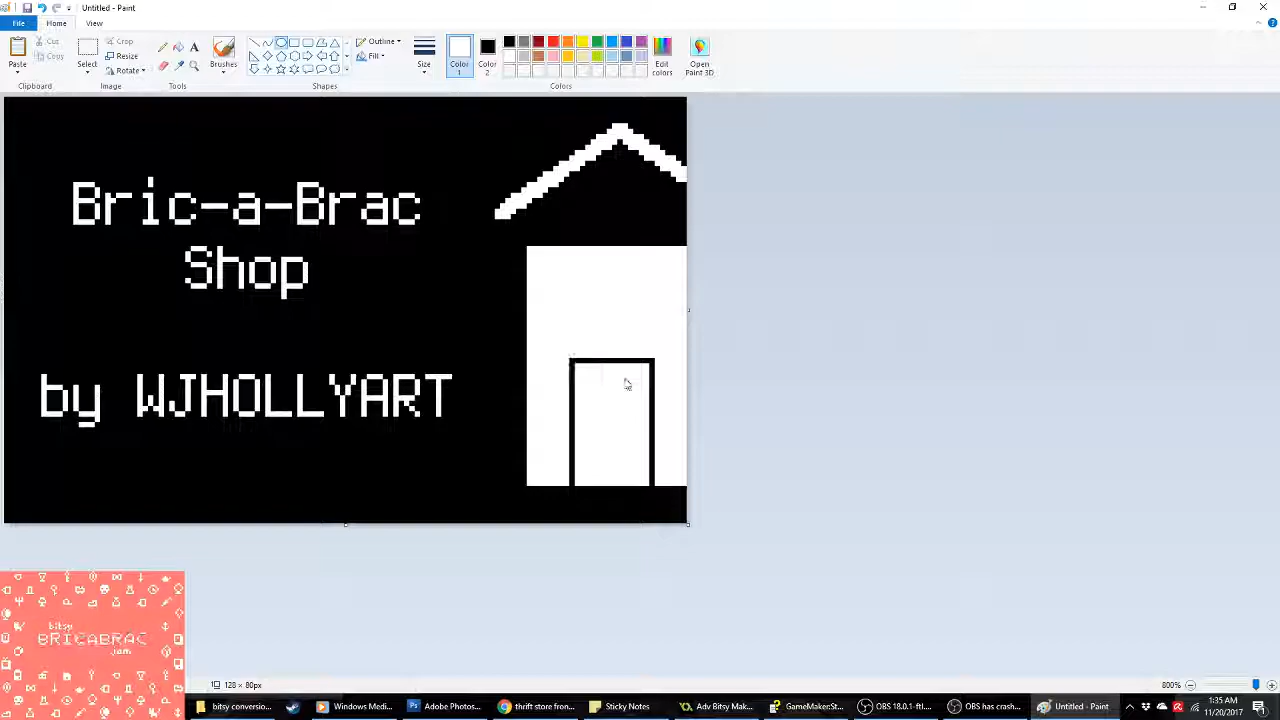 Untitled - Paint
File
Home
View
Paste
Cut
Copy
Clipboard
Select
Crop
Resize
Rotate
Image
Tools
Brushes
Shapes
Outline
Fill
Size
Color 1
Color 2
Edit colors
Open Paint 3D
Colors
Bric-a-Brac
Shop
by WJHOLLYART
bitsy
BRICABRAC
jam
128 × 80px
800%
bitsy conversio...
Windows Medi...
Adobe Photos...
thrift store fron...
Sticky Notes
Adv Bitsy Mak...
GameMaker:St...
OBS 18.0.1- ftl...
OBS has crash...
Untitled - Paint
1:35 AM
11/20/2017